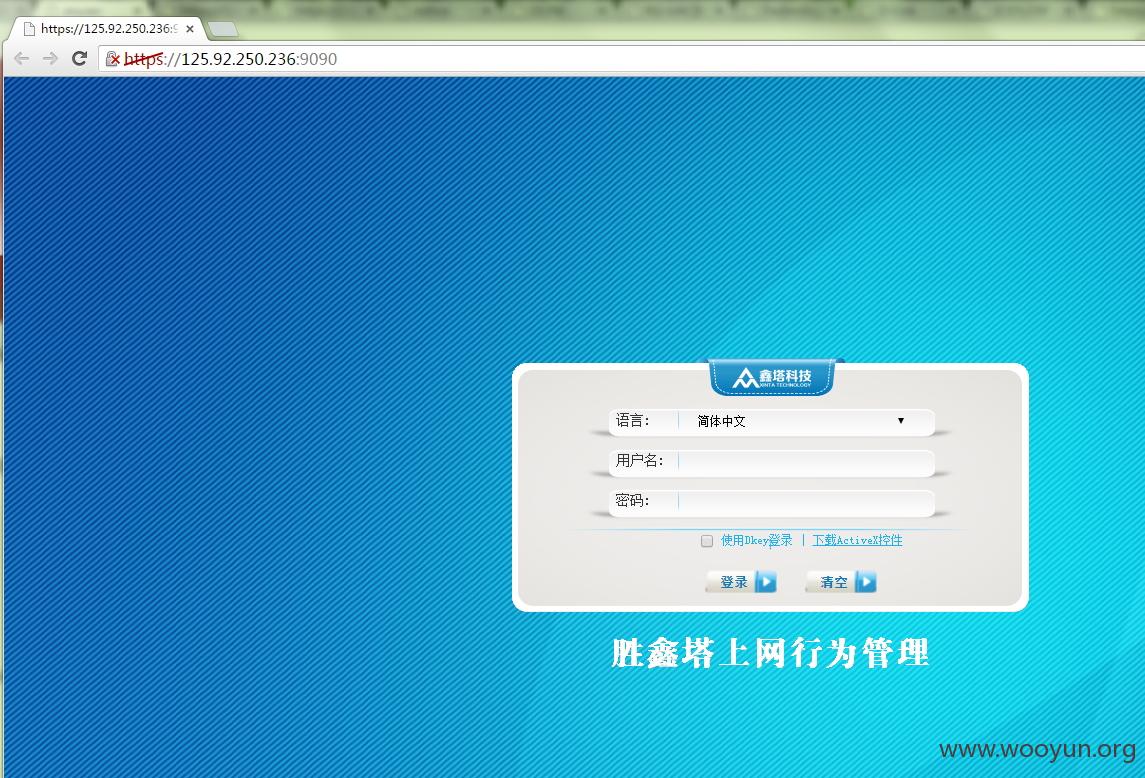 https://125.92.250.236:9
https://125.92.250.236:9090
鑫塔科技
XINTA TECHNOLOGY
语言: 简体中文
用户名:
密码:
使用Dkey登录 | 下载ActiveX控件
登录 清空
胜鑫塔上网行为管理
www.wooyun.org